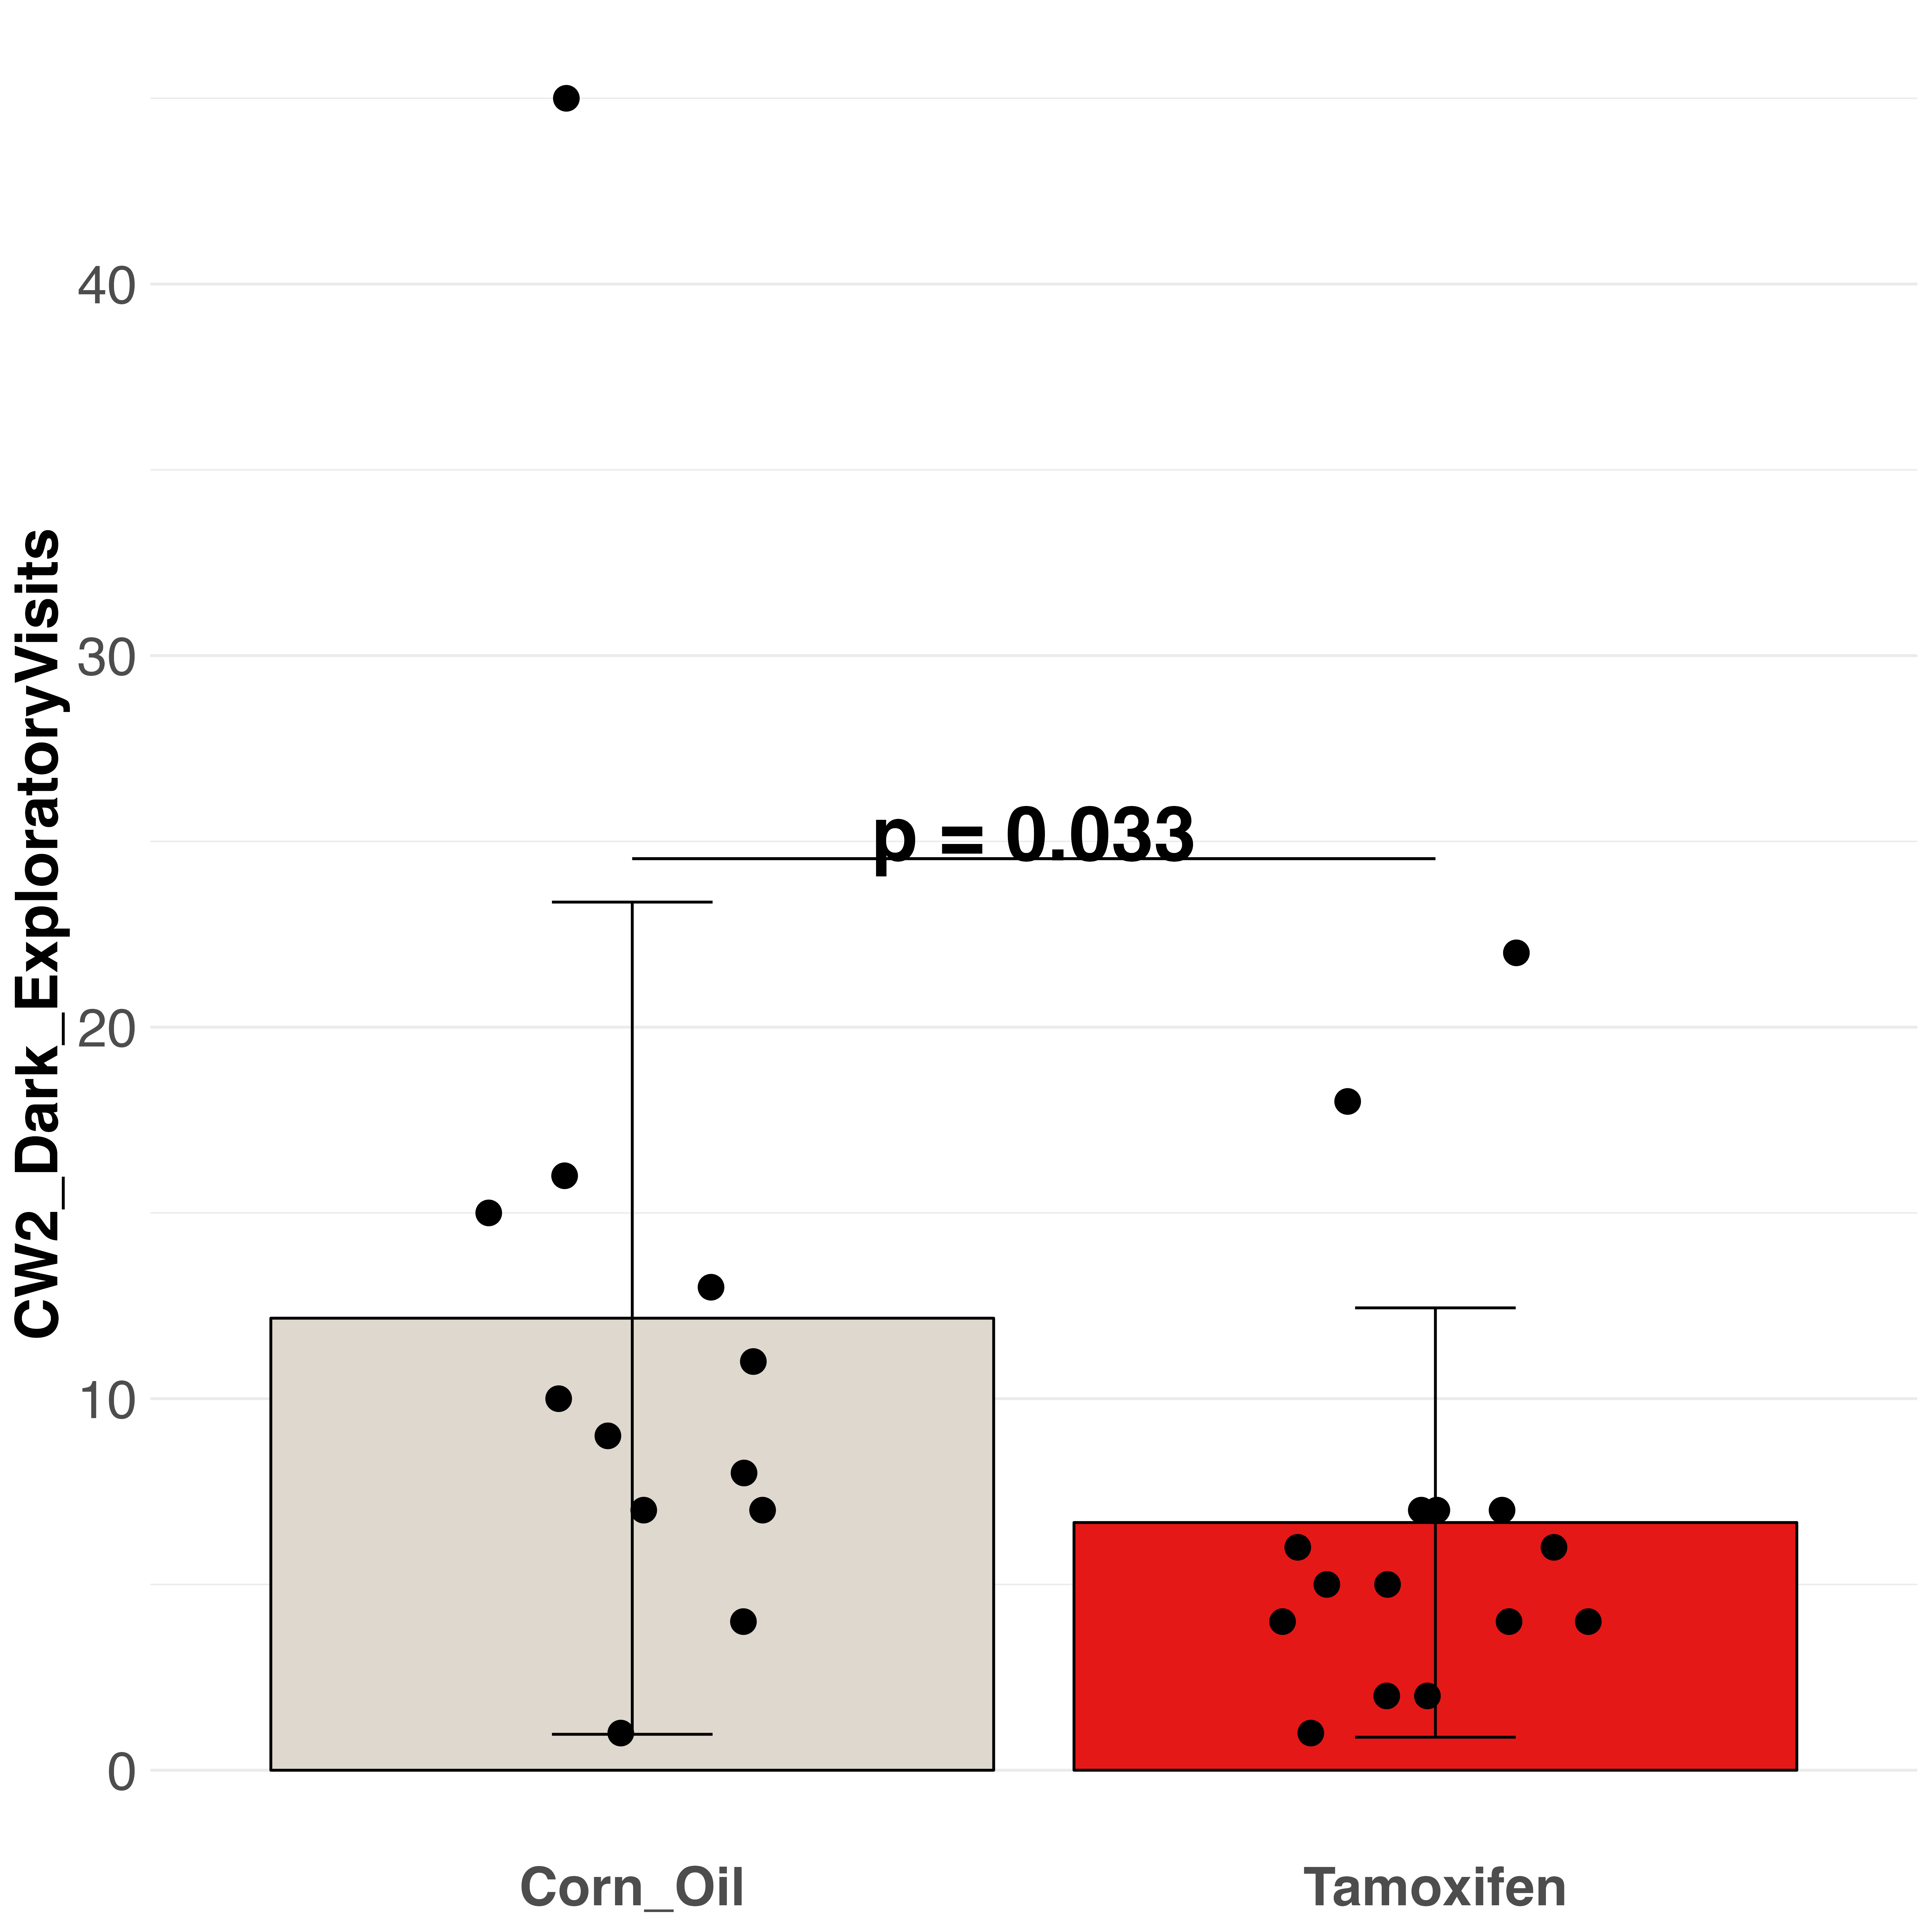 CW2_Dark_ExploratoryVisits
40
30
20
10
0
p = 0.033
Corn_Oil
Tamoxifen